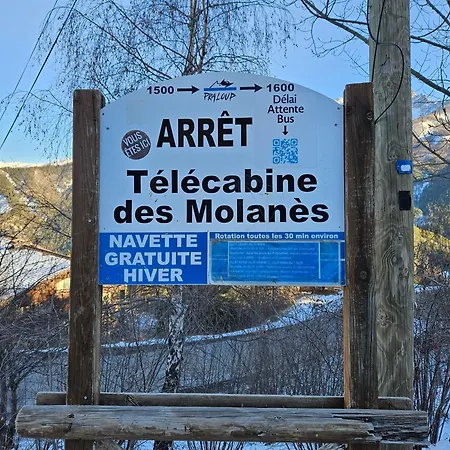 1500 → PRALOUP → 1600
Délai
Attente
Bus
VOUS
ÊTES ICI
ARRÊT
Télécabine
des Molanès
NAVETTE
GRATUITE
HIVER
Rotation toutes les 30 mln environ